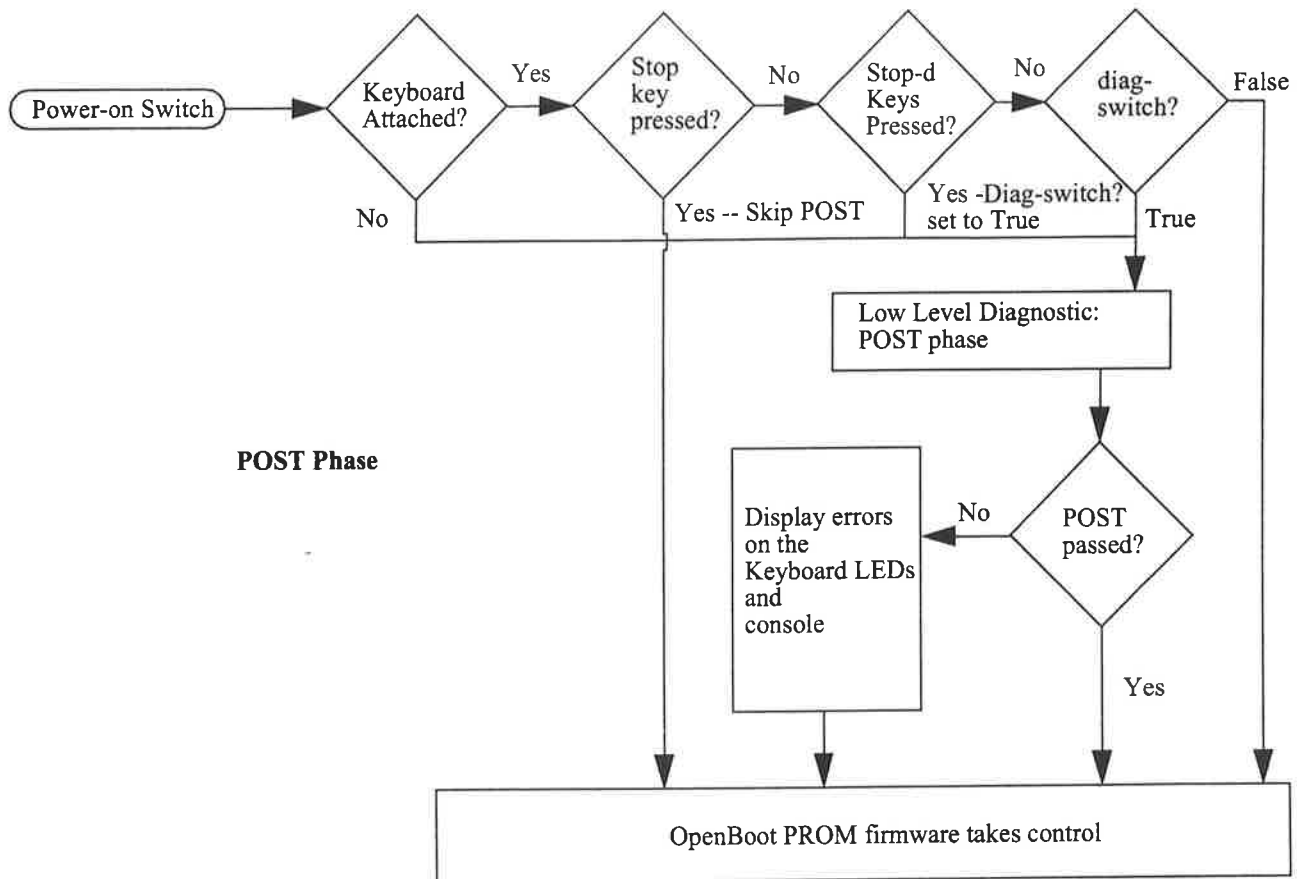 Power-on Switch
Keyboard
Attached?
Yes
No
Stop
key
pressed?
No
Yes -- Skip POST
Stop-d
Keys
Pressed?
No
Yes -Diag-switch?
set to True
diag-
switch?
False
True
Low Level Diagnostic:
POST phase
POST Phase
POST
passed?
No
Yes
Display errors
on the
Keyboard LEDs
and
console
OpenBoot PROM firmware takes control